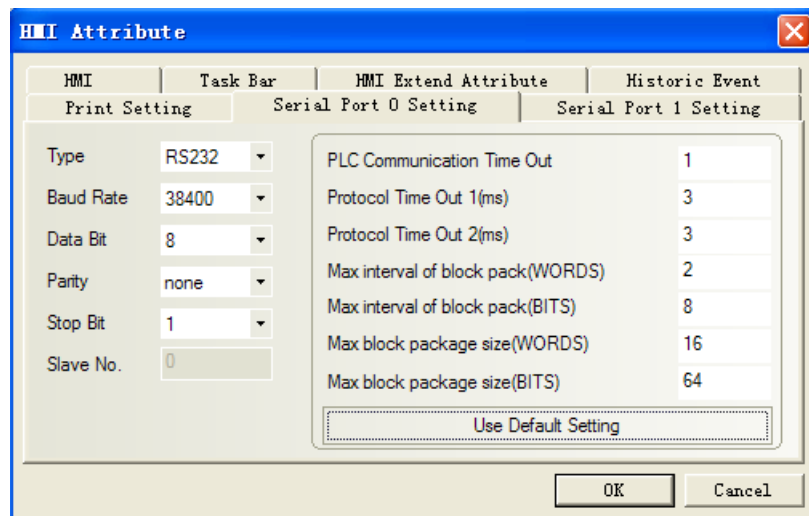 HMI Attribute
HMI Task Bar HMI Extend Attribute Historic Event
Print Setting Serial Port 0 Setting Serial Port 1 Setting
Type RS232
Baud Rate 38400
Data Bit 8
Parity none
Stop Bit 1
Slave No. 0
PLC Communication Time Out 1
Protocol Time Out 1(ms) 3
Protocol Time Out 2(ms) 3
Max interval of block pack(WORDS) 2
Max interval of block pack(BITS) 8
Max block package size(WORDS) 16
Max block package size(BITS) 64
Use Default Setting
OK Cancel